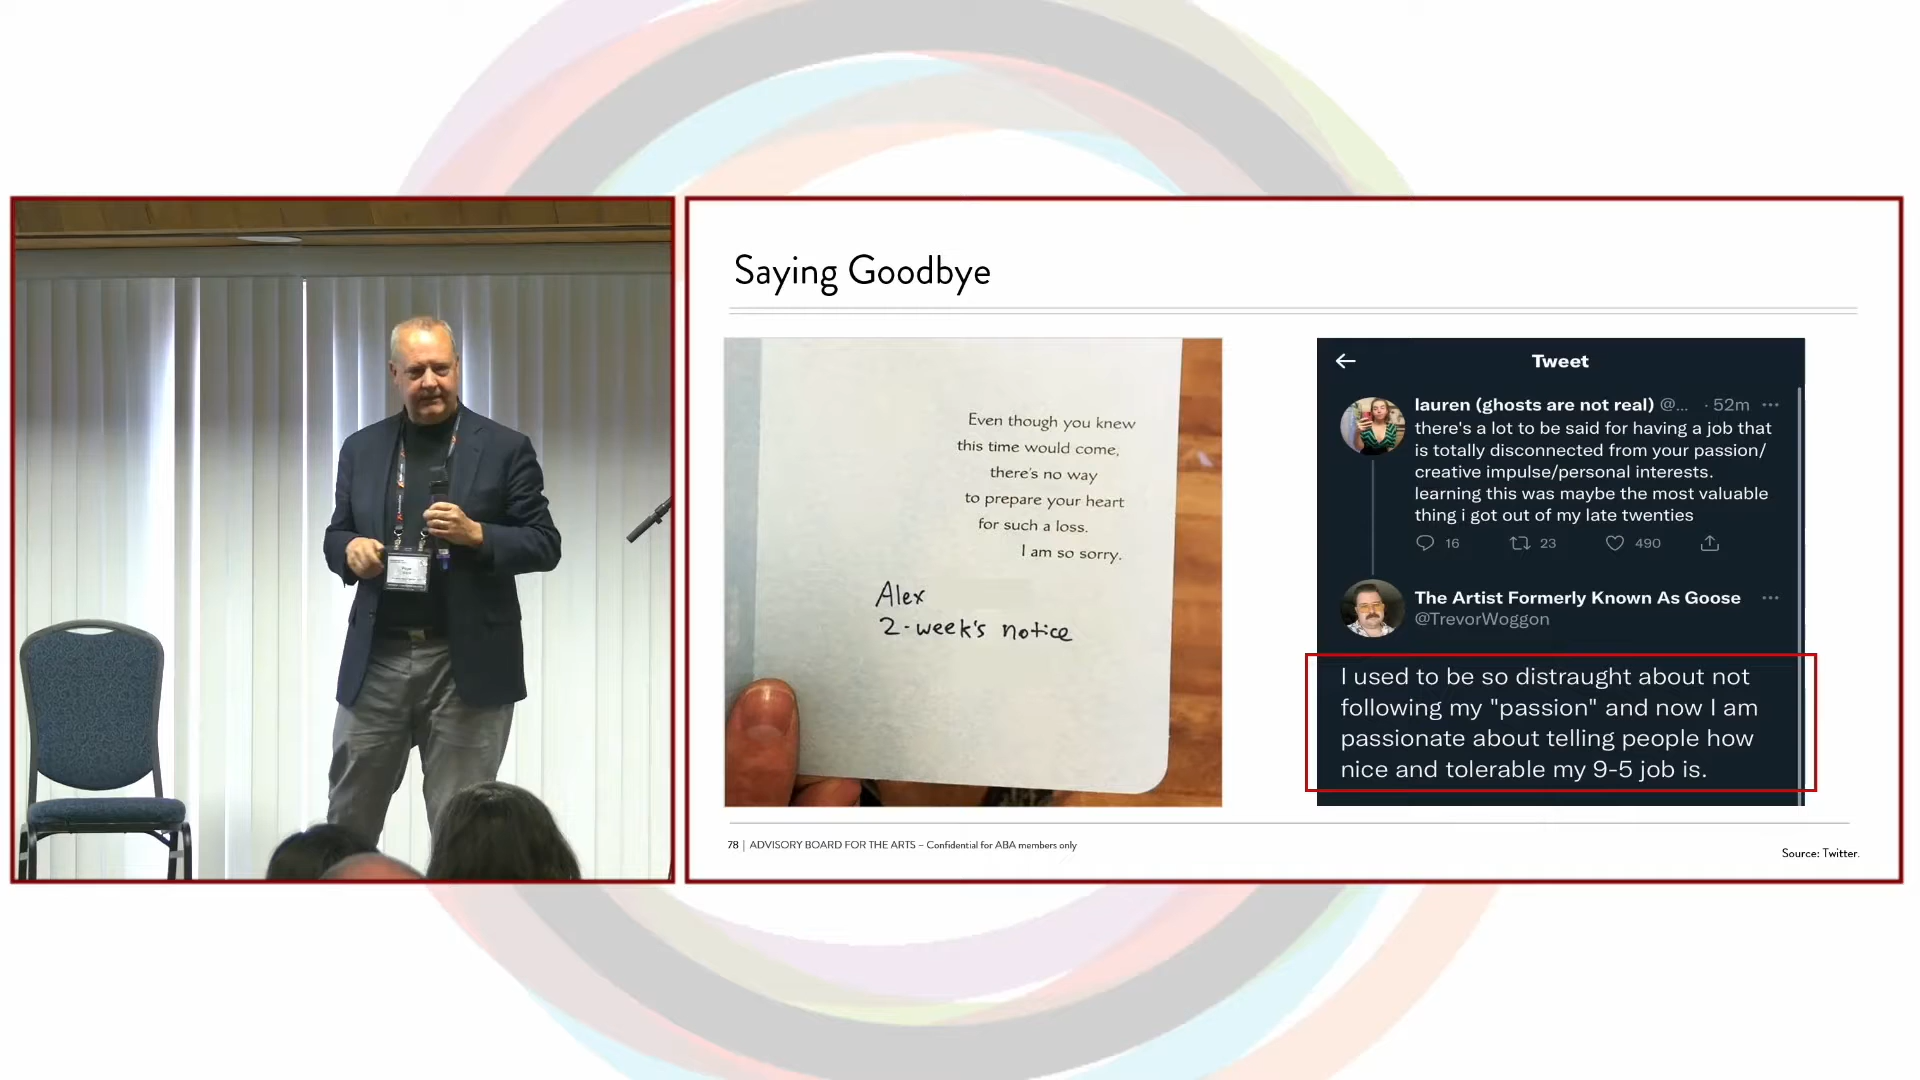 Saying Goodbye
Even though you knew
this time would come,
there's no way
to prepare your heart
for such a loss.
I am so sorry.
Alex
2-week's notice
Tweet
lauren (ghosts are not real) @... · 52m
there's a lot to be said for having a job that
is totally disconnected from your passion/
creative impulse/personal interests.
learning this was maybe the most valuable
thing i got out of my late twenties
16 23 490
The Artist Formerly Known As Goose
@TrevorWoggon
I used to be so distraught about not
following my "passion" and now I am
passionate about telling people how
nice and tolerable my 9-5 job is.
78 | ADVISORY BOARD FOR THE ARTS – Confidential for ABA members only
Source: Twitter.